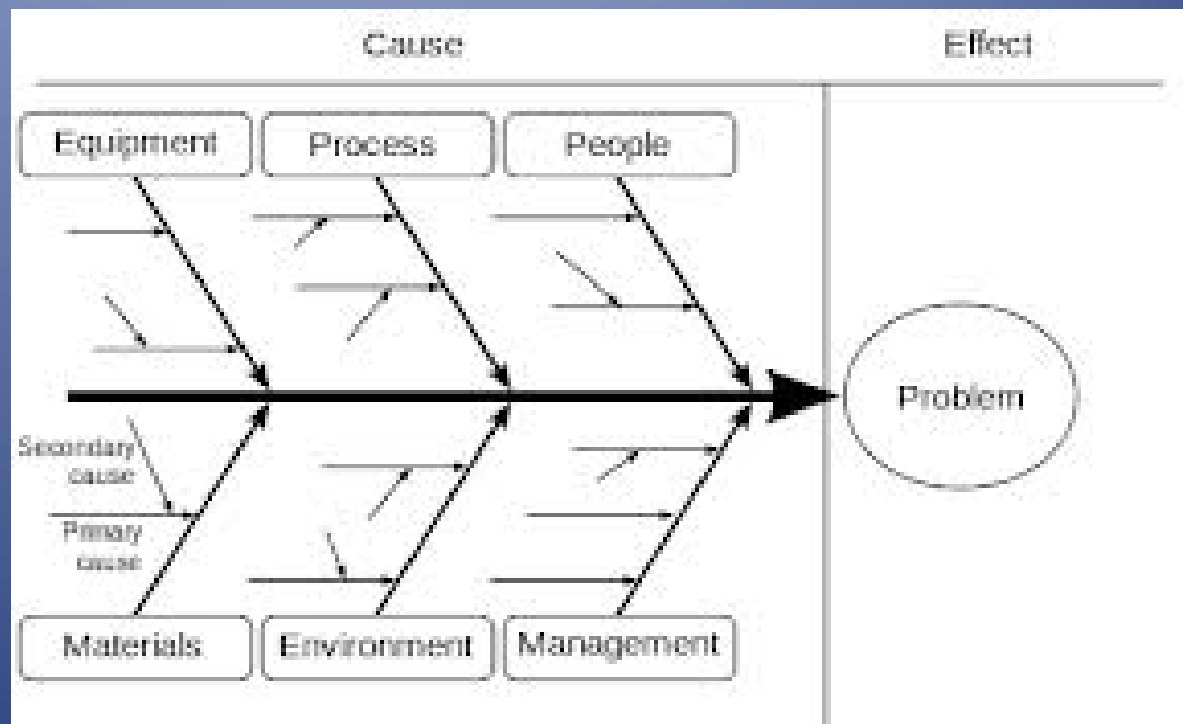 Cause
Effect
Equipment
Process
People
Problem
Secondary
cause
Primary
cause
Materials
Environment
Management